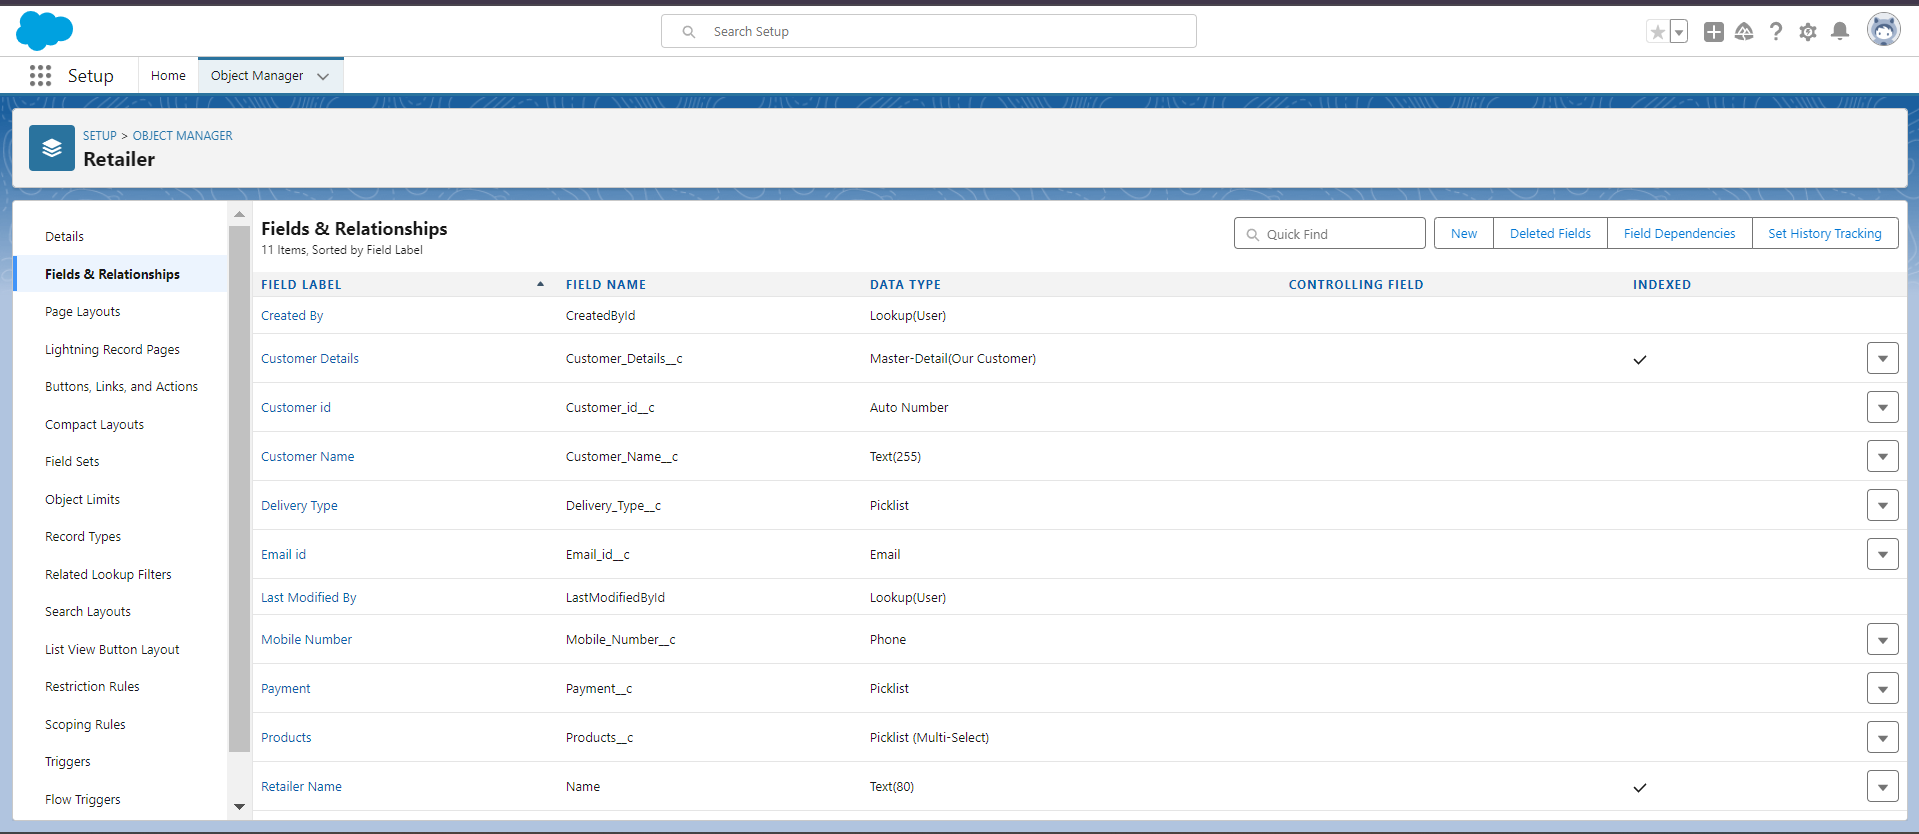 Search Setup
Setup
Home
Object Manager
SETUP > OBJECT MANAGER
Retailer
Details
Fields & Relationships
Page Layouts
Lightning Record Pages
Buttons, Links, and Actions
Compact Layouts
Field Sets
Object Limits
Record Types
Related Lookup Filters
Search Layouts
List View Button Layout
Restriction Rules
Scoping Rules
Triggers
Flow Triggers
Fields & Relationships
11 Items, Sorted by Field Label
Quick Find
New
Deleted Fields
Field Dependencies
Set History Tracking
FIELD LABEL FIELD NAME DATA TYPE CONTROLLING FIELD INDEXED
Created By CreatedById Lookup(User)
Customer Details Customer_Details__c Master-Detail(Our Customer)
Customer id Customer_id__c Auto Number
Customer Name Customer_Name__c Text(255)
Delivery Type Delivery_Type__c Picklist
Email id Email_id__c Email
Last Modified By LastModifiedById Lookup(User)
Mobile Number Mobile_Number__c Phone
Payment Payment__c Picklist
Products Products__c Picklist (Multi-Select)
Retailer Name Name Text(80)